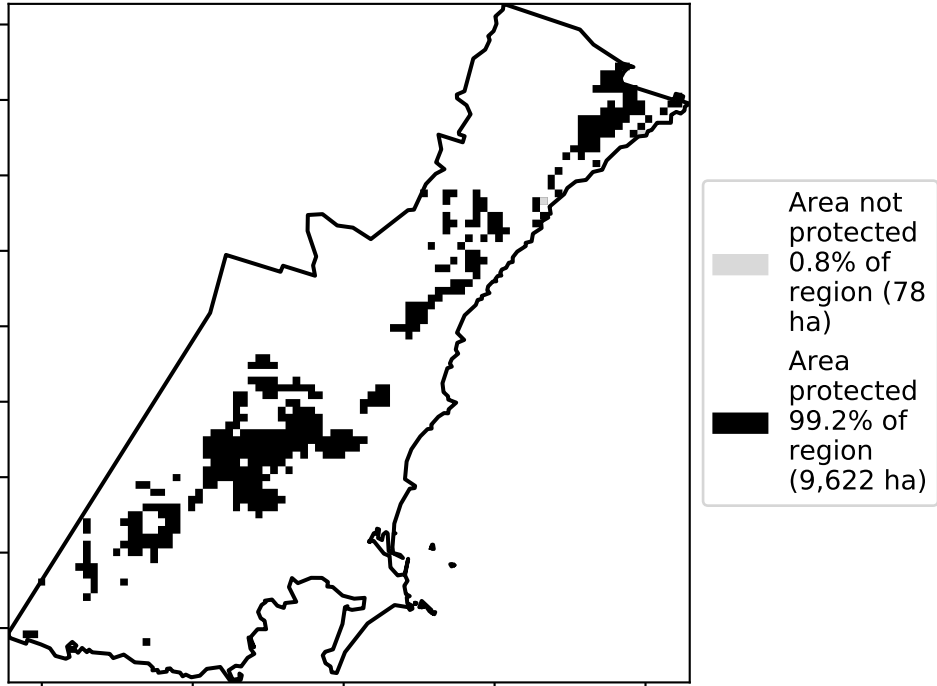 Area not
protected
0.8% of
region (78
ha)
Area
protected
99.2% of
region
(9,622 ha)